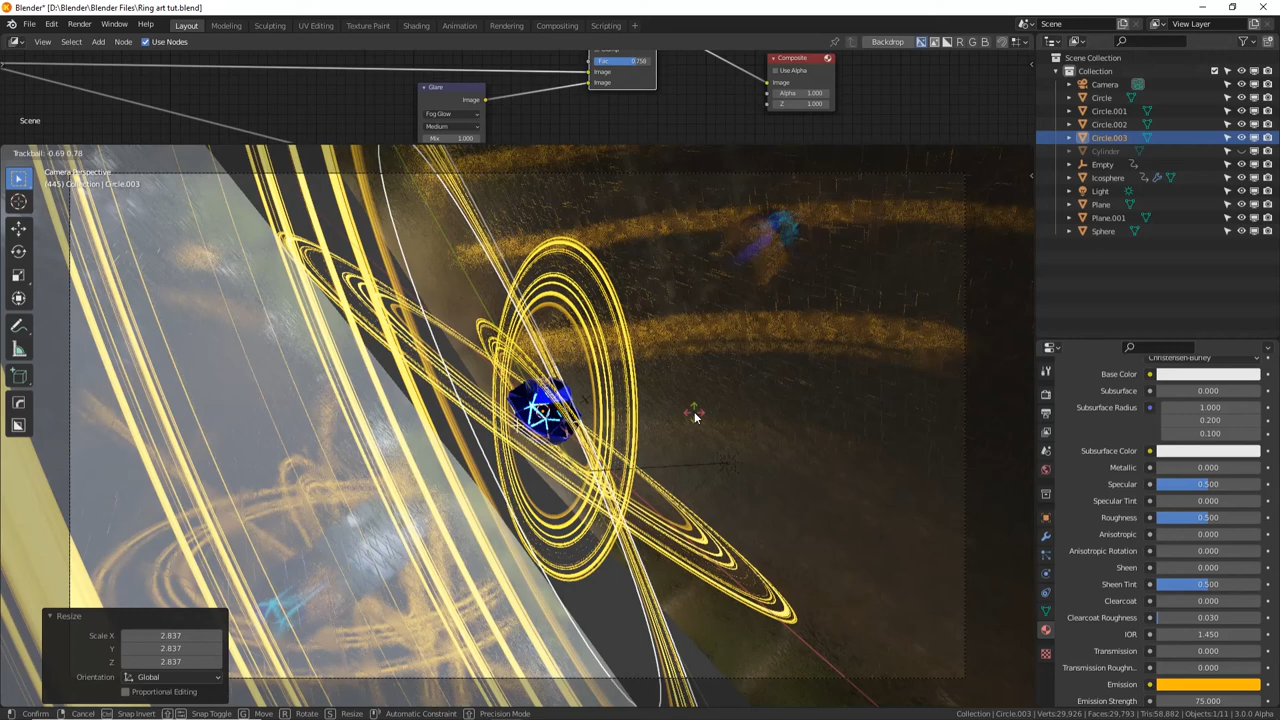 Blender* [D:\Blender\Blender Files\Ring art tut.blend]
File Edit Render Window Help Layout Modeling Sculpting UV Editing Texture Paint Shading Animation Rendering Compositing Scripting + Scene View Layer
View Select Add Node Use Nodes Backdrop R G B
Fac 0.758
Image
Image
Glare
Image
Fog Glow
Medium
Mix 1.000
Composite
Use Alpha
Image
Alpha 1.000
Z 1.000
Scene
Scene Collection
Collection
Camera
Circle
Circle.001
Circle.002
Circle.003
Cylinder
Empty
Icosphere
Light
Plane
Plane.001
Sphere
Trackball: -0.69 0.78
Camera Perspective
(445) Collection | Circle.003
Christensen-Burley
Base Color
Subsurface 0.000
Subsurface Radius 1.000
0.200
0.100
Subsurface Color
Metallic 0.000
Specular 0.500
Specular Tint 0.000
Roughness 0.500
Anisotropic 0.000
Anisotropic Rotation 0.000
Sheen 0.000
Sheen Tint 0.500
Clearcoat 0.000
Clearcoat Roughness 0.030
IOR 1.450
Transmission 0.000
Transmission Roughn... 0.000
Emission
Emission Strength 75.000
Resize
Scale X 2.837
Y 2.837
Z 2.837
Orientation Global
Proportional Editing
Confirm Cancel Snap Invert Snap Toggle G Move R Rotate S Resize Automatic Constraint Precision Mode Collection | Circle.003 | Verts:29,926 | Faces:29,793 | Tris:58,882 | Objects:1/11 | 3.0.0 Alpha